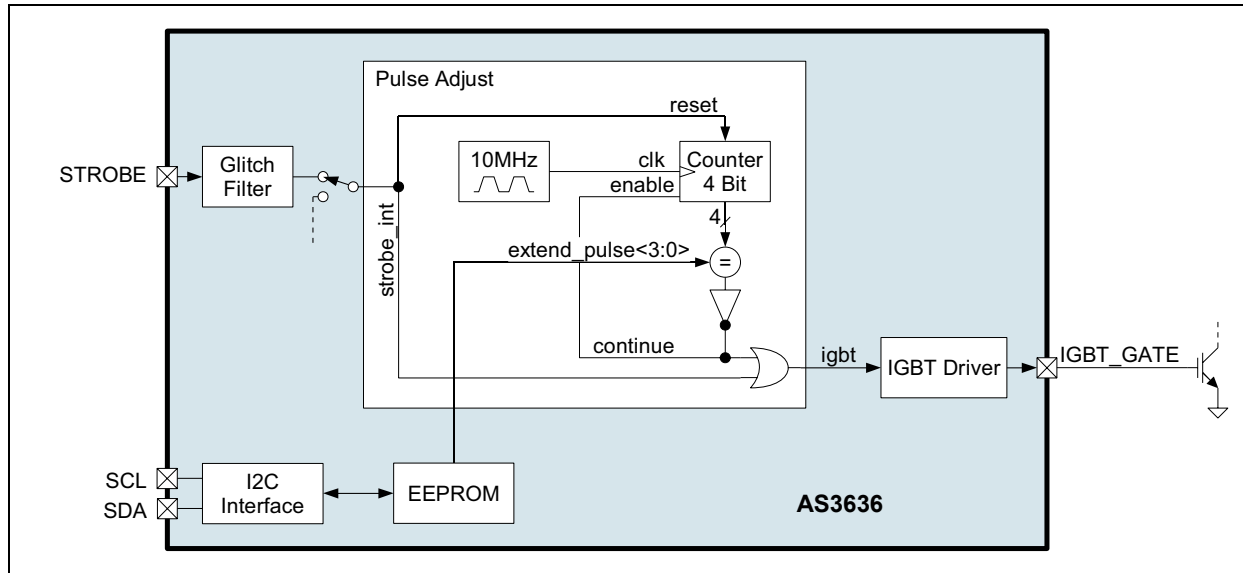 Pulse Adjust
reset
10MHz
clk
Counter
4 Bit
enable
STROBE
Glitch
Filter
4
strobe_int
extend_pulse<3:0>
=
continue
igbt
IGBT Driver
IGBT_GATE
SCL
SDA
I2C
Interface
EEPROM
AS3636